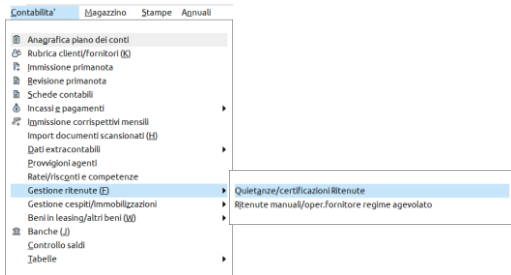 Contabilita' Magazzino Stampe Annuali
Anagrafica piano dei conti
Rubrica clienti/fornitori (K)
Immissione primanota
Revisione primanota
Schede contabili
Incassi e pagamenti
Immissione corrispettivi mensili
Import documenti scansionati (H)
Dati extracontabili
Provvigioni agenti
Ratei/risconti e competenze
Gestione ritenute (F)
Quietanze/certificazioni Ritenute
Gestione cespiti/immobilizzazioni
Ritenute manuali/oper.fornitore regime agevolato
Beni in leasing/altri beni (W)
Banche (J)
Controllo saldi
Tabelle